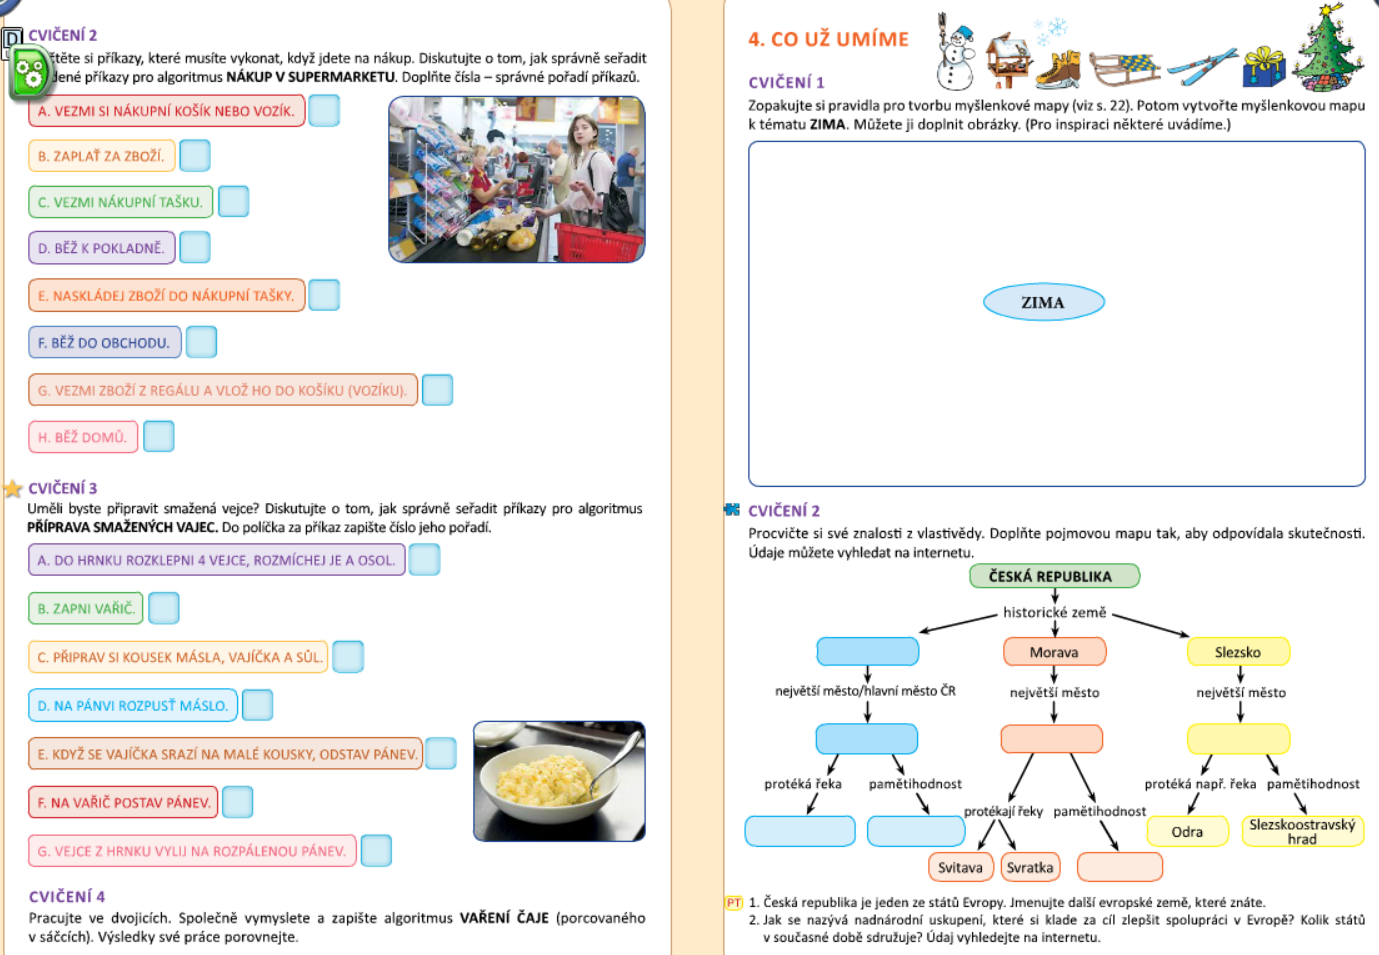 CVIČENÍ 2
těte si příkazy, které musíte vykonat, když jdete na nákup. Diskutujte o tom, jak správně seřadit
dené příkazy pro algoritmus NÁKUP V SUPERMARKETU. Doplňte čísla – správné pořadí příkazů.
A. VEZMI SI NÁKUPNÍ KOŠÍK NEBO VOZÍK.
B. ZAPLAŤ ZA ZBOŽÍ.
C. VEZMI NÁKUPNÍ TAŠKU.
D. BĚŽ K POKLADNĚ.
E. NASKLÁDEJ ZBOŽÍ DO NÁKUPNÍ TAŠKY.
F. BĚŽ DO OBCHODU.
G. VEZMI ZBOŽÍ Z REGÁLU A VLOŽ HO DO KOŠÍKU (VOZÍKU).
H. BĚŽ DOMŮ.
CVIČENÍ 3
Uměli byste připravit smažená vejce? Diskutujte o tom, jak správně seřadit příkazy pro algoritmus
PŘÍPRAVA SMAŽENÝCH VAJEC. Do políčka za příkaz zapište číslo jeho pořadí.
A. DO HRNKU ROZKLEPNI 4 VEJCE, ROZMÍCHEJ JE A OSOL.
B. ZAPNI VAŘIČ.
C. PŘIPRAV SI KOUSEK MÁSLA, VAJÍČKA A SŮL.
D. NA PÁNVI ROZPUSŤ MÁSLO.
E. KDYŽ SE VAJÍČKA SRAZÍ NA MALÉ KOUSKY, ODSTAV PÁNEV.
F. NA VAŘIČ POSTAV PÁNEV.
G. VEJCE Z HRNKU VYLIJ NA ROZPÁLENOU PÁNEV.
CVIČENÍ 4
Pracujte ve dvojicích. Společně vymyslete a zapište algoritmus VAŘENÍ ČAJE (porcovaného
v sáčcích). Výsledky své práce porovnejte.
4. CO UŽ UMÍME
CVIČENÍ 1
Zopakujte si pravidla pro tvorbu myšlenkové mapy (viz s. 22). Potom vytvořte myšlenkovou mapu
k tématu ZIMA. Můžete ji doplnit obrázky. (Pro inspiraci některé uvádíme.)
ZIMA
CVIČENÍ 2
Procvičte si své znalosti z vlastivědy. Doplňte pojmovou mapu tak, aby odpovídala skutečnosti.
Údaje můžete vyhledat na internetu.
ČESKÁ REPUBLIKA
historické země
Morava
Slezsko
největší město/hlavní město ČR
největší město
největší město
protéká řeka
pamětihodnost
protékají řeky
pamětihodnost
protéká např. řeka
pamětihodnost
Odra
Slezskoostravský
hrad
Svitava
Svratka
PT
1. Česká republika je jeden ze států Evropy. Jmenujte další evropské země, které znáte.
2. Jak se nazývá nadnárodní uskupení, které si klade za cíl zlepšit spolupráci v Evropě? Kolik států
v současné době sdružuje? Údaj vyhledejte na internetu.